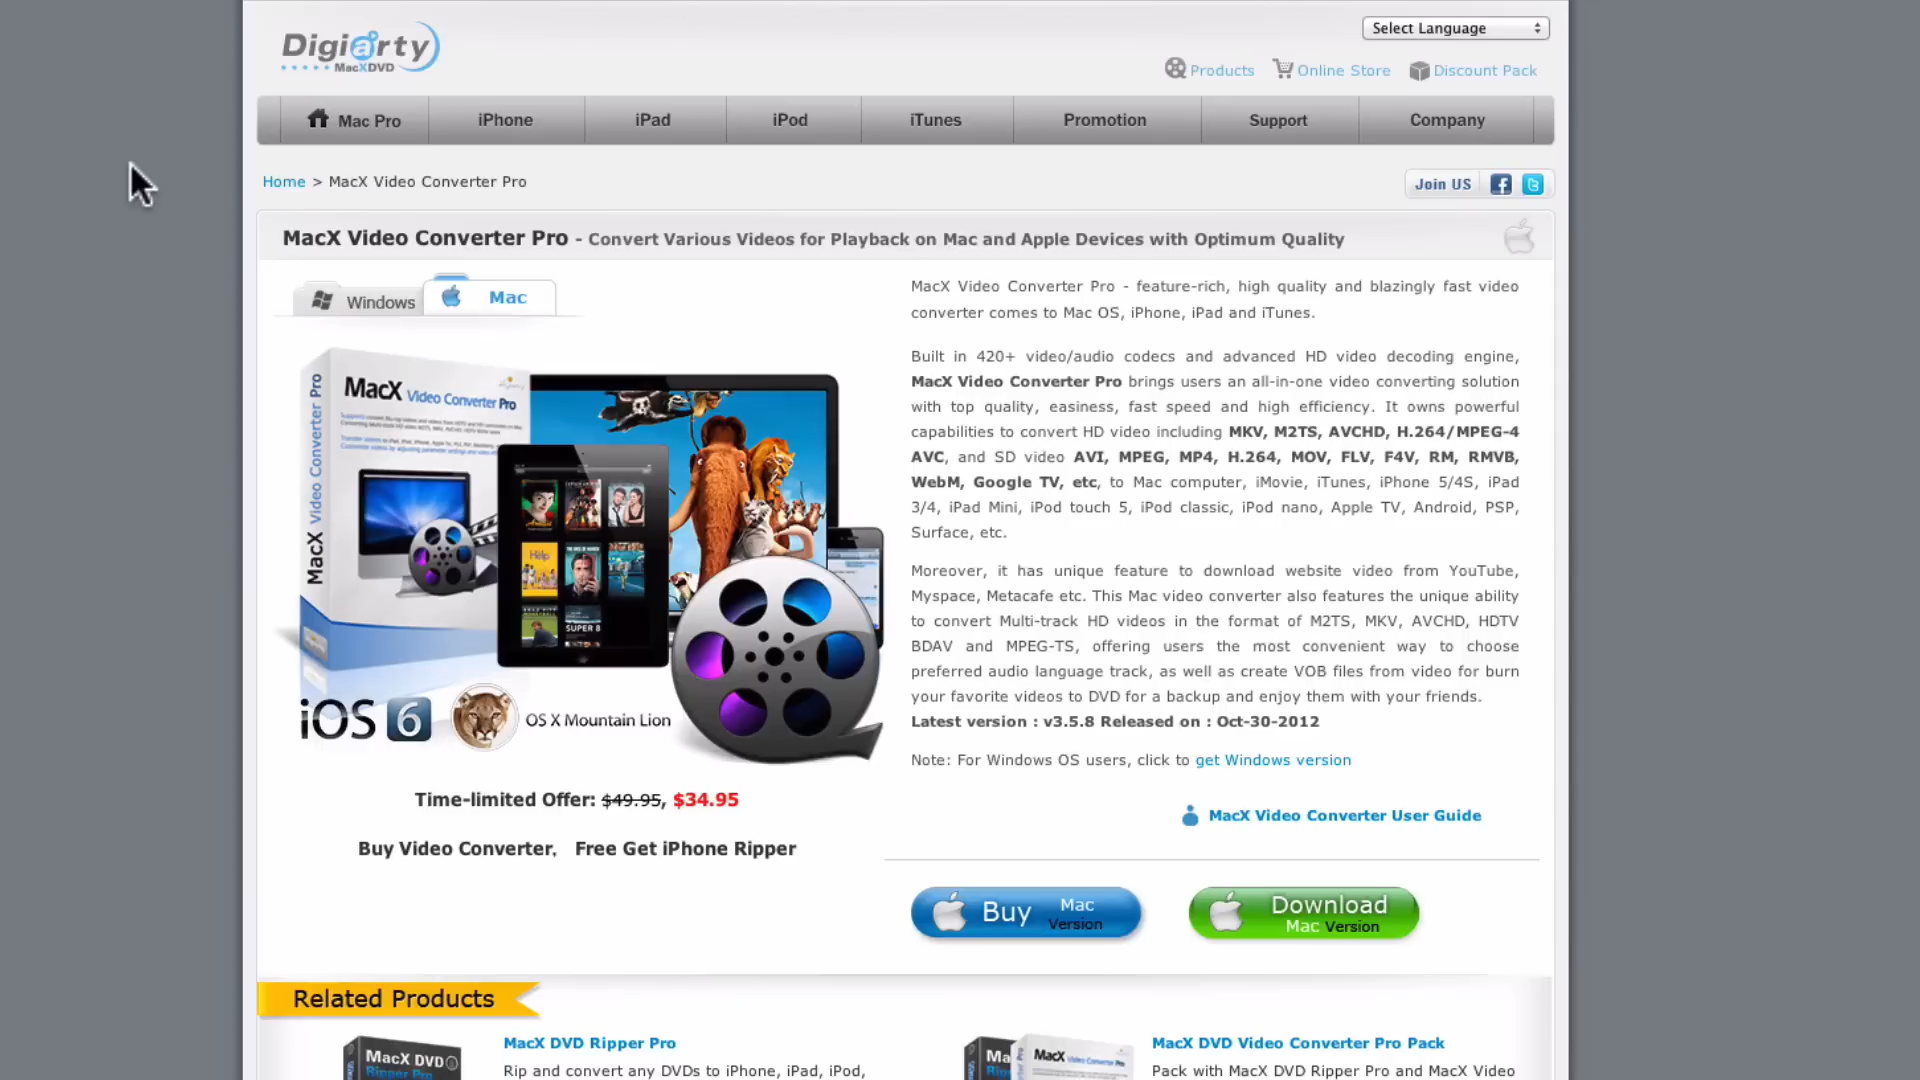 Digiarty
MacXDVD
Select Language
Products
Online Store
Discount Pack
Mac Pro
iPhone
iPad
iPod
iTunes
Promotion
Support
Company
Home > MacX Video Converter Pro
Join US
MacX Video Converter Pro - Convert Various Videos for Playback on Mac and Apple Devices with Optimum Quality
Windows
Mac
MacX Video Converter Pro
MacX Video Converter Pro
Help
SUPER 8
iOS 6
OS X Mountain Lion
Time-limited Offer: $49.95, $34.95
Buy Video Converter, Free Get iPhone Ripper
MacX Video Converter Pro - feature-rich, high quality and blazingly fast video
converter comes to Mac OS, iPhone, iPad and iTunes.
Built in 420+ video/audio codecs and advanced HD video decoding engine,
MacX Video Converter Pro brings users an all-in-one video converting solution
with top quality, easiness, fast speed and high efficiency. It owns powerful
capabilities to convert HD video including MKV, M2TS, AVCHD, H.264/MPEG-4
AVC, and SD video AVI, MPEG, MP4, H.264, MOV, FLV, F4V, RM, RMVB,
WebM, Google TV, etc, to Mac computer, iMovie, iTunes, iPhone 5/4S, iPad
3/4, iPad Mini, iPod touch 5, iPod classic, iPod nano, Apple TV, Android, PSP,
Surface, etc.
Moreover, it has unique feature to download website video from YouTube,
Myspace, Metacafe etc. This Mac video converter also features the unique ability
to convert Multi-track HD videos in the format of M2TS, MKV, AVCHD, HDTV
BDAV and MPEG-TS, offering users the most convenient way to choose
preferred audio language track, as well as create VOB files from video for burn
your favorite videos to DVD for a backup and enjoy them with your friends.
Latest version : v3.5.8 Released on : Oct-30-2012
Note: For Windows OS users, click to get Windows version
MacX Video Converter User Guide
Buy Mac Version
Download Mac Version
Related Products
MacX DVD
Ripper Pro
MacX DVD Ripper Pro
Rip and convert any DVDs to iPhone, iPad, iPod,
MacX Video Converter Pro
MacX DVD Video Converter Pro Pack
Pack with MacX DVD Ripper Pro and MacX Video